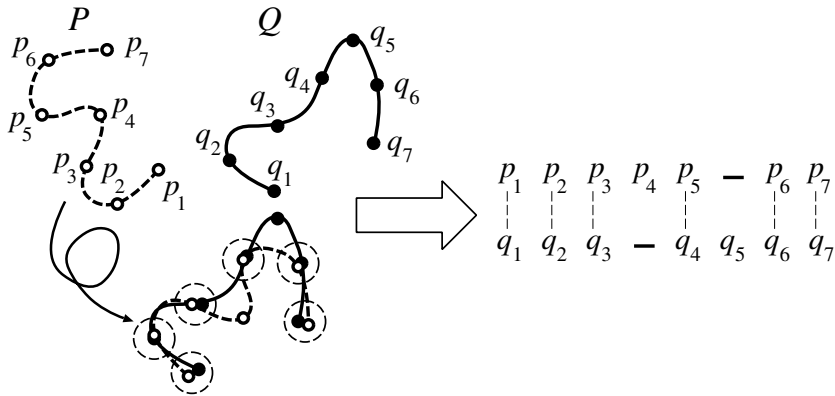 P Q
p₆ p₇ q₅
q₄ q₆
p₅ p₄ q₃
q₂ q₇
p₃ p₂ p₁ q₁
p₁ p₂ p₃ p₄ p₅ – p₆ p₇
q₁ q₂ q₃ – q₄ q₅ q₆ q₇